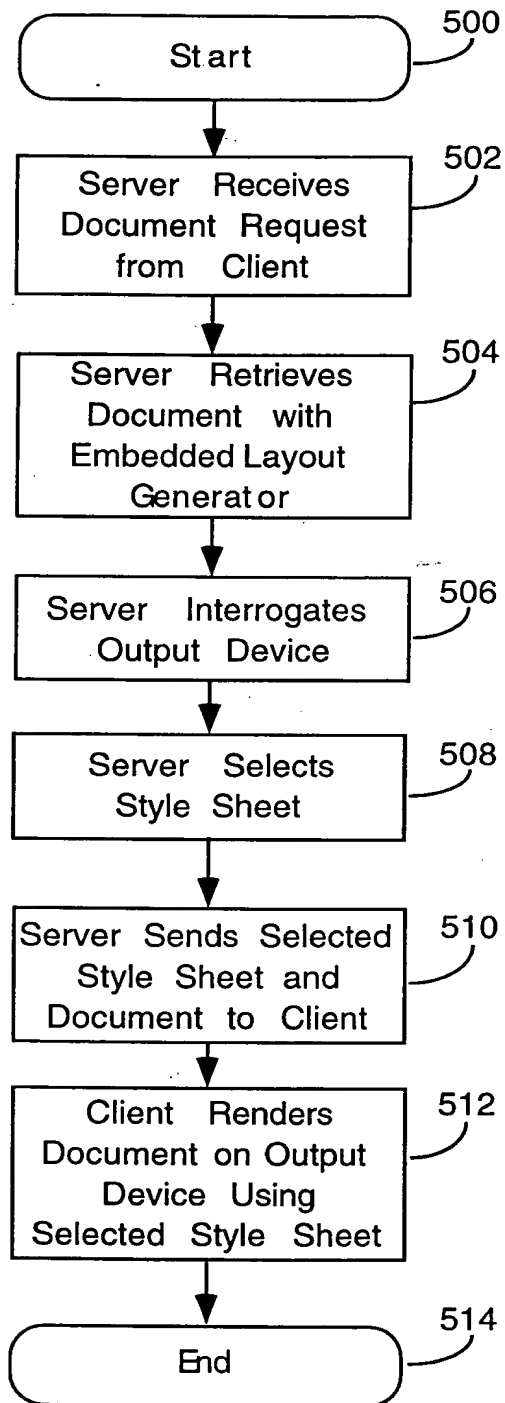 500
Start
502
Server Receives
Document Request
from Client
504
Server Retrieves
Document with
Embedded Layout
Generator
506
Server Interrogates
Output Device
508
Server Selects
Style Sheet
510
Server Sends Selected
Style Sheet and
Document to Client
512
Client Renders
Document on Output
Device Using
Selected Style Sheet
514
End